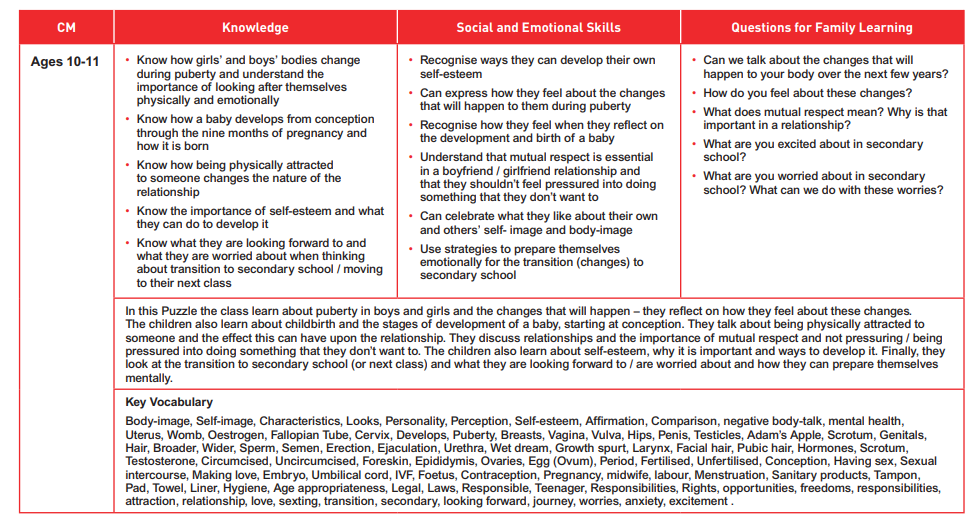 CM
Knowledge
Social and Emotional Skills
Questions for Family Learning
Ages 10-11
• Know how girls’ and boys’ bodies change
during puberty and understand the
importance of looking after themselves
physically and emotionally
• Know how a baby develops from conception
through the nine months of pregnancy and
how it is born
• Know how being physically attracted
to someone changes the nature of the
relationship
• Know the importance of self-esteem and what
they can do to develop it
• Know what they are looking forward to and
what they are worried about when thinking
about transition to secondary school / moving
to their next class
• Recognise ways they can develop their own
self-esteem
• Can express how they feel about the changes
that will happen to them during puberty
• Recognise how they feel when they reflect on
the development and birth of a baby
• Understand that mutual respect is essential
in a boyfriend / girlfriend relationship and
that they shouldn’t feel pressured into doing
something that they don’t want to
• Can celebrate what they like about their own
and others’ self- image and body-image
• Use strategies to prepare themselves
emotionally for the transition (changes) to
secondary school
• Can we talk about the changes that will
happen to your body over the next few years?
• How do you feel about these changes?
• What does mutual respect mean? Why is that
important in a relationship?
• What are you excited about in secondary
school?
• What are you worried about in secondary
school? What can we do with these worries?
In this Puzzle the class learn about puberty in boys and girls and the changes that will happen – they reflect on how they feel about these changes.
The children also learn about childbirth and the stages of development of a baby, starting at conception. They talk about being physically attracted to
someone and the effect this can have upon the relationship. They discuss relationships and the importance of mutual respect and not pressuring / being
pressured into doing something that they don’t want to. The children also learn about self-esteem, why it is important and ways to develop it. Finally, they
look at the transition to secondary school (or next class) and what they are looking forward to / are worried about and how they can prepare themselves
mentally.
Key Vocabulary
Body-image, Self-image, Characteristics, Looks, Personality, Perception, Self-esteem, Affirmation, Comparison, negative body-talk, mental health,
Uterus, Womb, Oestrogen, Fallopian Tube, Cervix, Develops, Puberty, Breasts, Vagina, Vulva, Hips, Penis, Testicles, Adam’s Apple, Scrotum, Genitals,
Hair, Broader, Wider, Sperm, Semen, Erection, Ejaculation, Urethra, Wet dream, Growth spurt, Larynx, Facial hair, Pubic hair, Hormones, Scrotum,
Testosterone, Circumcised, Uncircumcised, Foreskin, Epididymis, Ovaries, Egg (Ovum), Period, Fertilised, Unfertilised, Conception, Having sex, Sexual
intercourse, Making love, Embryo, Umbilical cord, IVF, Foetus, Contraception, Pregnancy, midwife, labour, Menstruation, Sanitary products, Tampon,
Pad, Towel, Liner, Hygiene, Age appropriateness, Legal, Laws, Responsible, Teenager, Responsibilities, Rights, opportunities, freedoms, responsibilities,
attraction, relationship, love, sexting, transition, secondary, looking forward, journey, worries, anxiety, excitement .